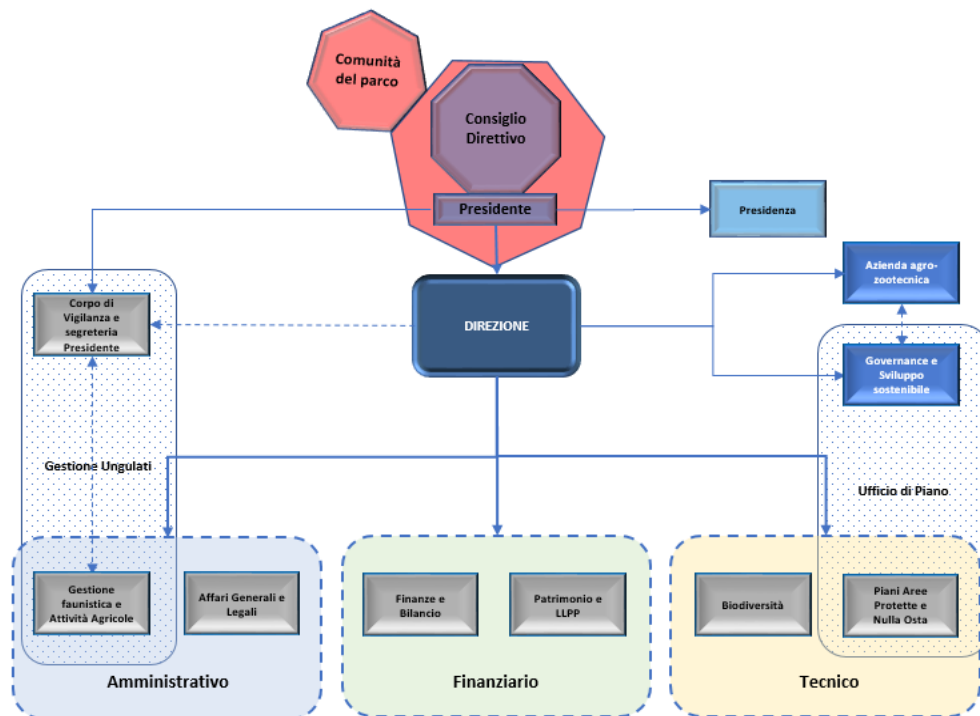 Comunità
del parco
Consiglio
Direttivo
Presidente
Presidenza
Azienda agro-
zootecnica
Corpo di
Vigilanza e
segreteria
Presidente
DIREZIONE
Governance e
Sviluppo
sostenibile
Gestione Ungulati
Ufficio di Piano
Gestione
faunistica e
Attività Agricole
Affari Generali e
Legali
Finanze e
Bilancio
Patrimonio e
LLPP
Biodiversità
Piani Aree
Protette e
Nulla Osta
Amministrativo
Finanziario
Tecnico